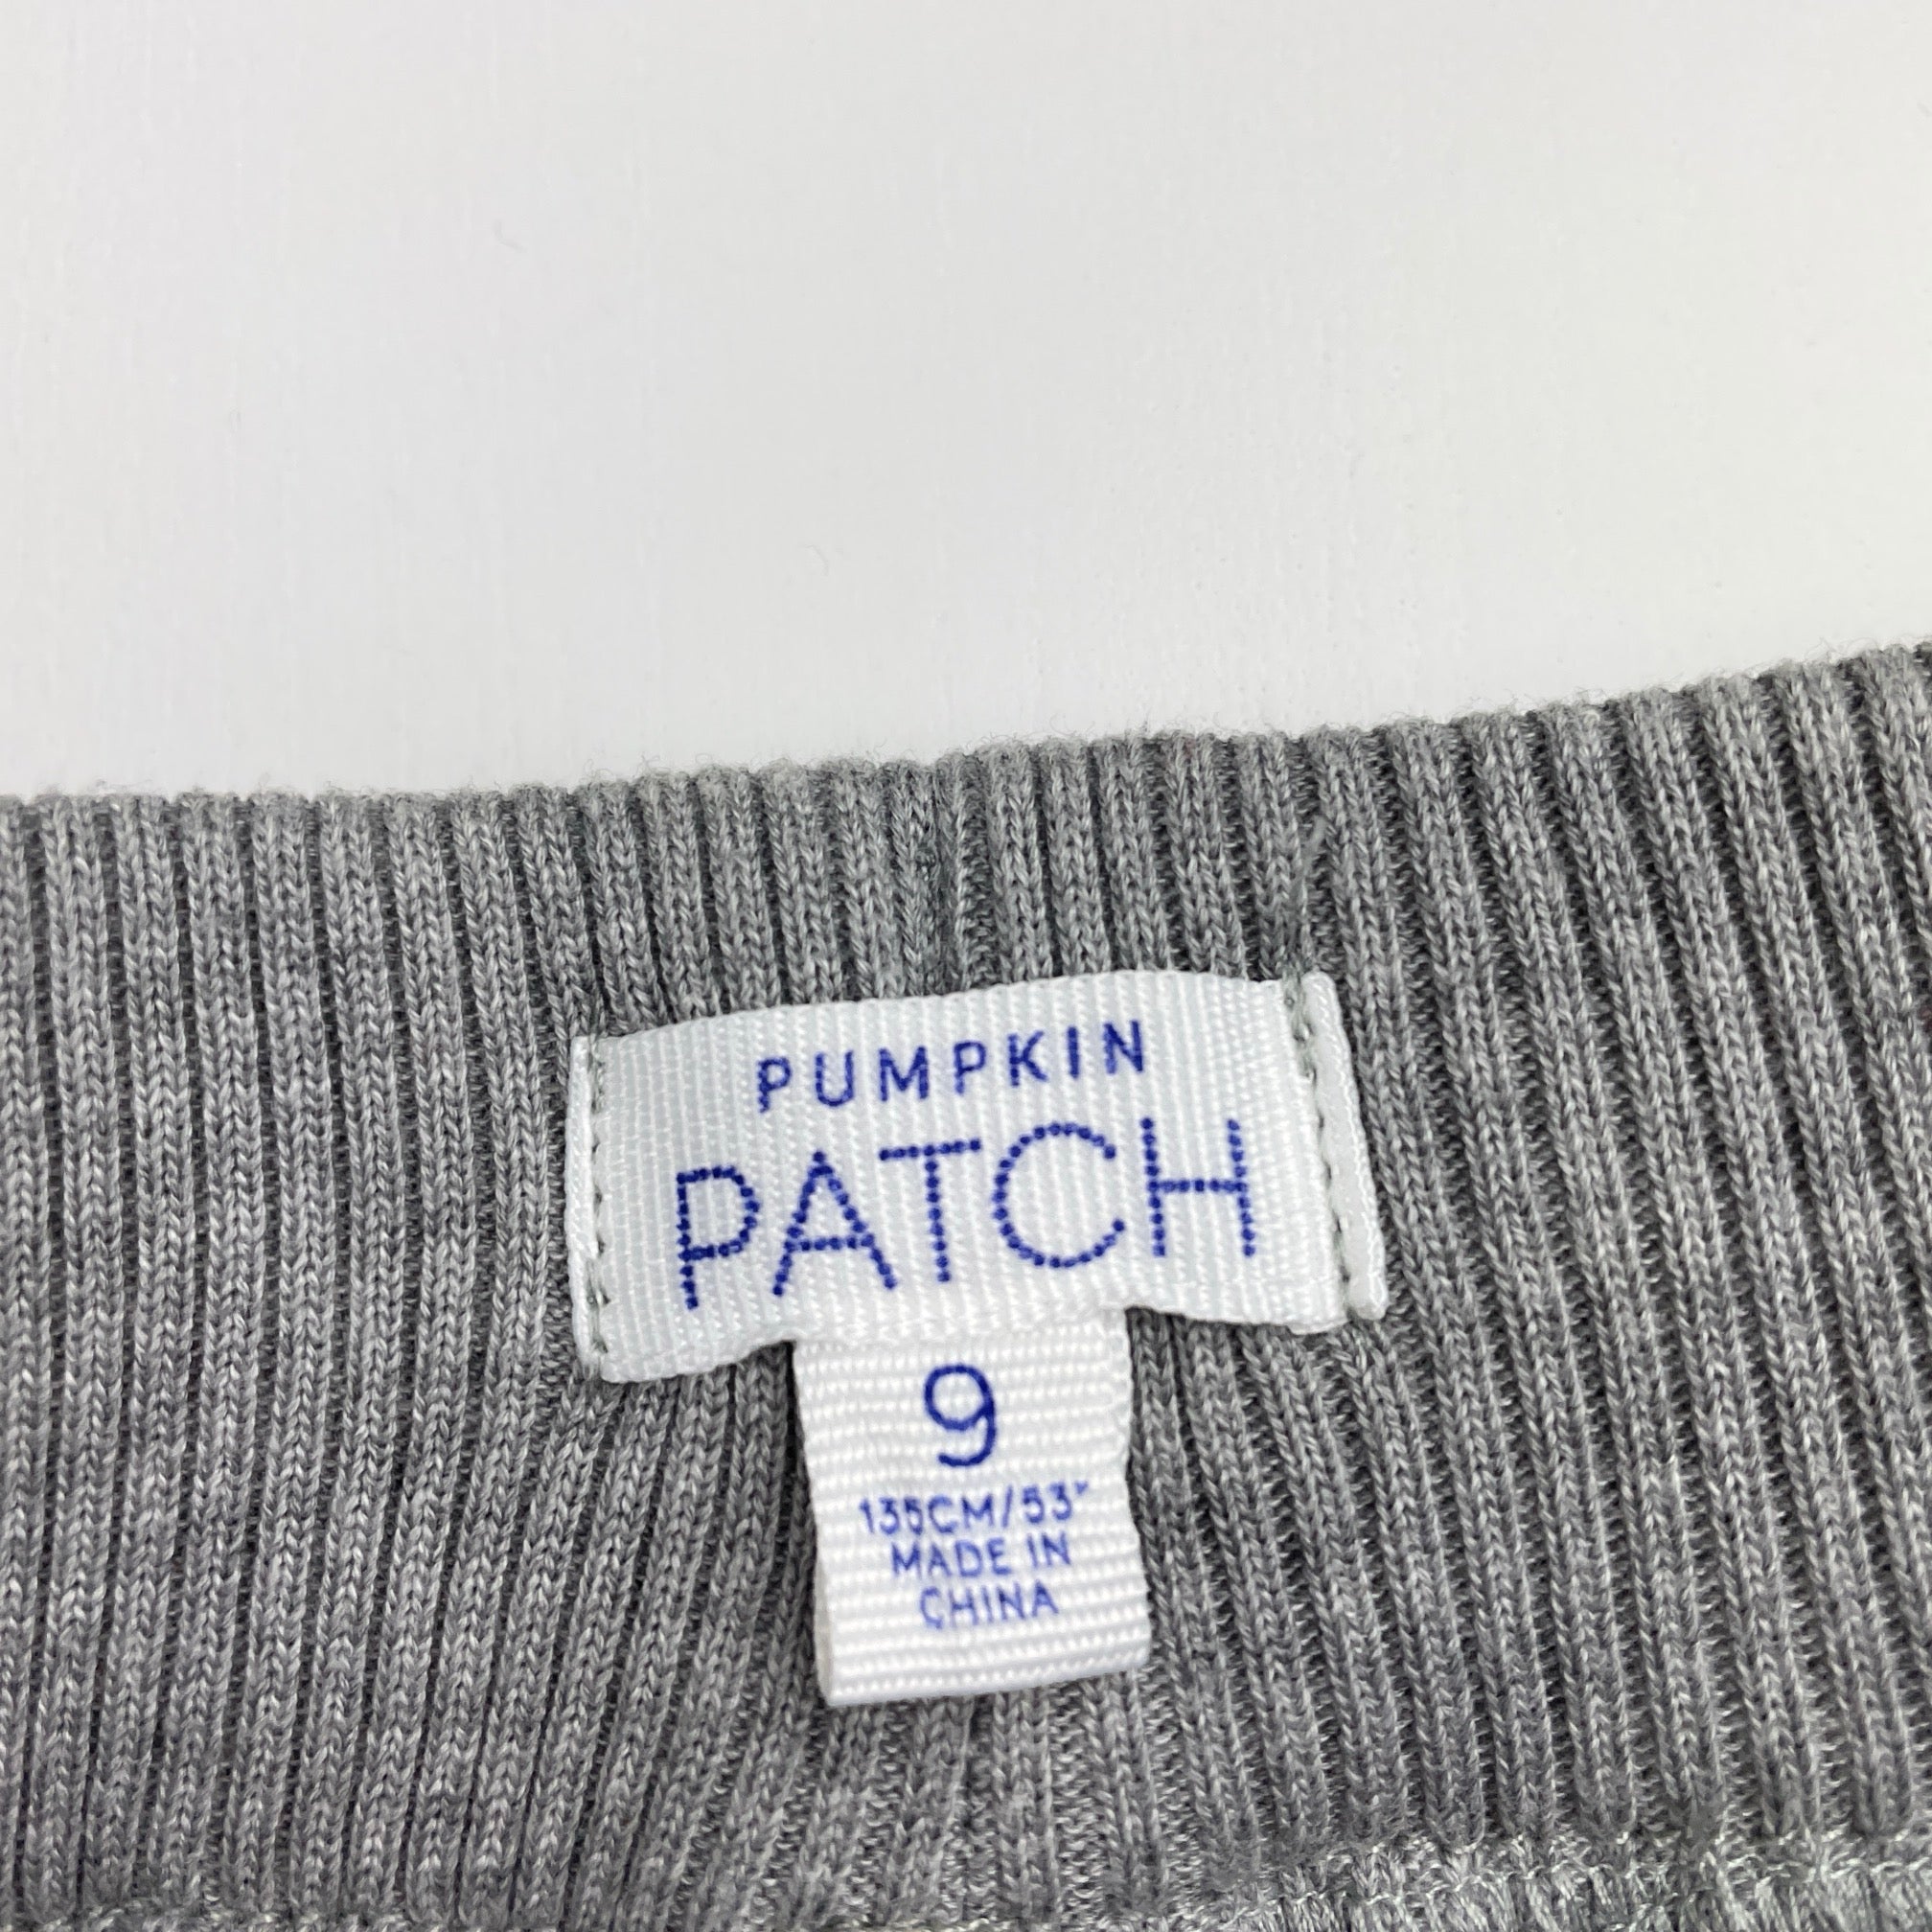 PUMPKIN
PATCH
9
135CM/53"
MADE IN
CHINA